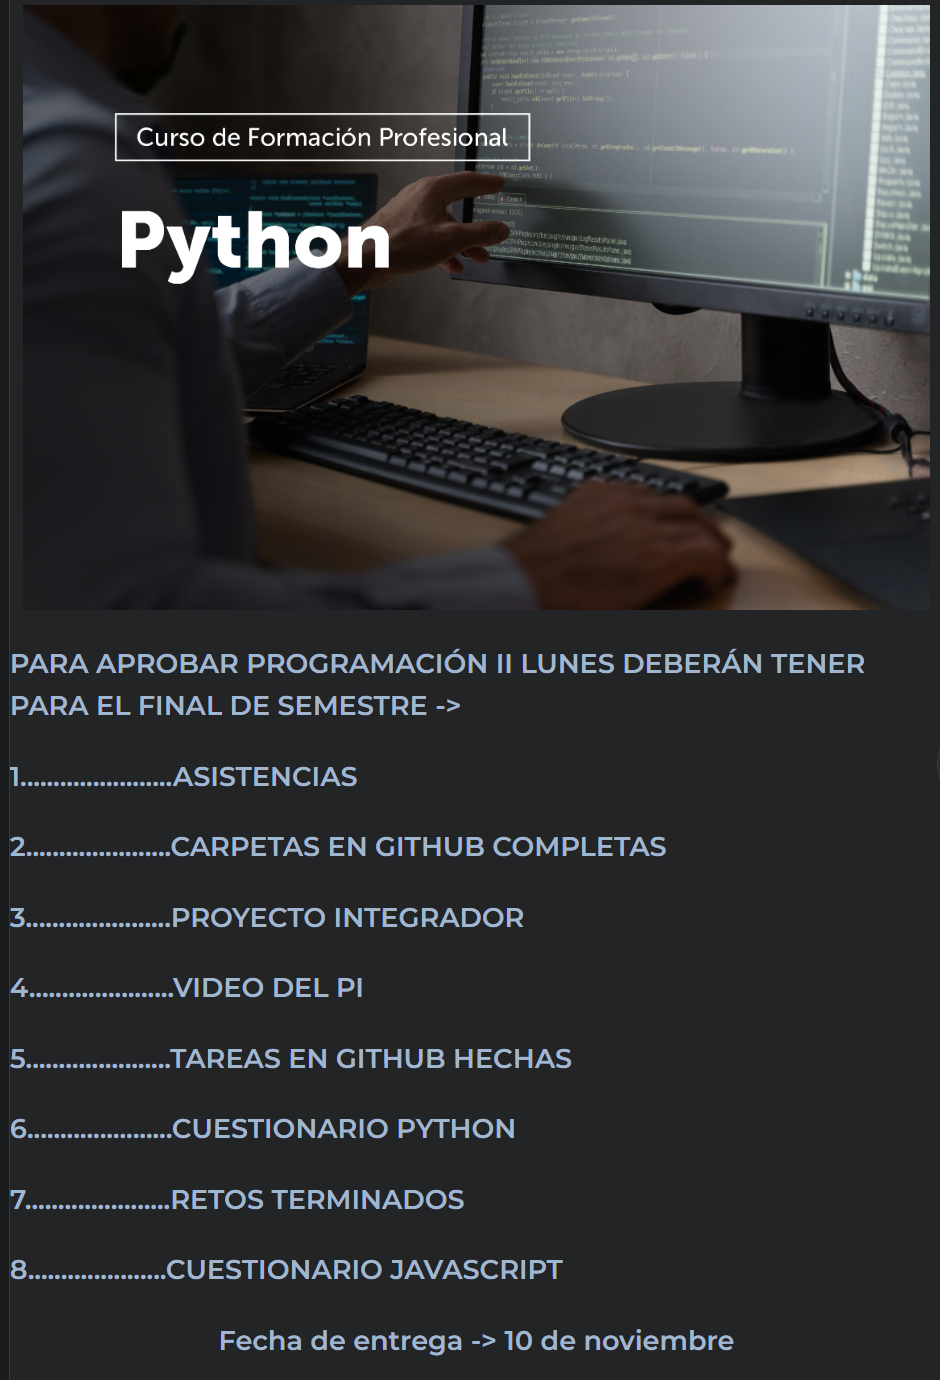 Curso de Formación Profesional
Python
PARA APROBAR PROGRAMACIÓN II LUNES DEBERÁN TENER
PARA EL FINAL DE SEMESTRE ->
1.......................ASISTENCIAS
2......................CARPETAS EN GITHUB COMPLETAS
3......................PROYECTO INTEGRADOR
4......................VIDEO DEL PI
5......................TAREAS EN GITHUB HECHAS
6......................CUESTIONARIO PYTHON
7......................RETOS TERMINADOS
8.....................CUESTIONARIO JAVASCRIPT
Fecha de entrega -> 10 de noviembre